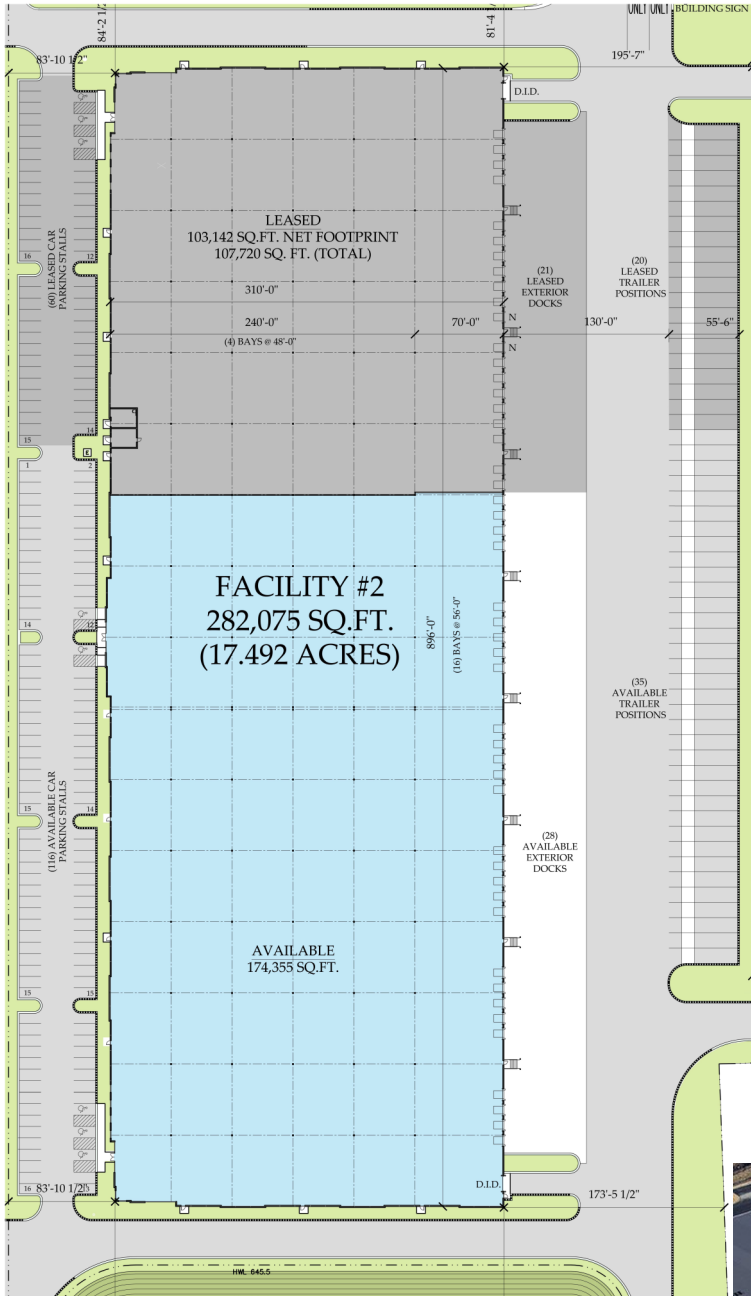 ONLY ONLY BUILDING SIGN
84'-2 1/2"
81'-4 1/
83'-10 1/2"
195'-7"
D.I.D.
LEASED
103,142 SQ.FT. NET FOOTPRINT
107,720 SQ. FT. (TOTAL)
(60) LEASED CAR
PARKING STALLS
16
12
(21)
LEASED
EXTERIOR
DOCKS
(20)
LEASED
TRAILER
POSITIONS
310'-0"
240'-0"
70'-0"
N
N
130'-0"
55'-6"
(4) BAYS @ 48'-0"
15
14
E
1
2
FACILITY #2
282,075 SQ.FT.
(17.492 ACRES)
896'-0"
(16) BAYS @ 56'-0"
14
12
(35)
AVAILABLE
TRAILER
POSITIONS
(116) AVAILABLE CAR
PARKING STALLS
15
14
(28)
AVAILABLE
EXTERIOR
DOCKS
AVAILABLE
174,355 SQ.FT.
15
15
D.I.D.
16
83'-10 1/2"
173'-5 1/2"
HWL 645.5